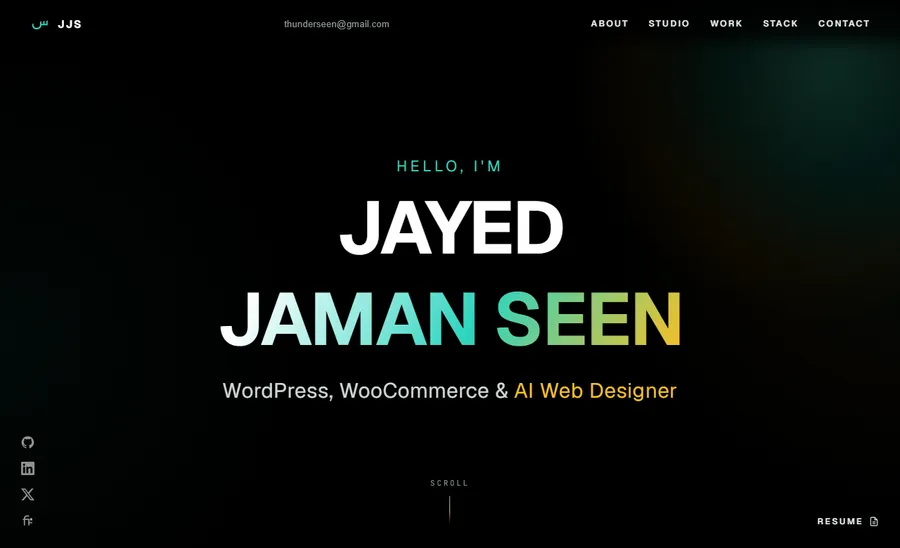 س JJS
thunderseen@gmail.com
ABOUT STUDIO WORK STACK CONTACT
HELLO, I'M
JAYED
JAMAN SEEN
WordPress, WooCommerce & AI Web Designer
SCROLL
RESUME